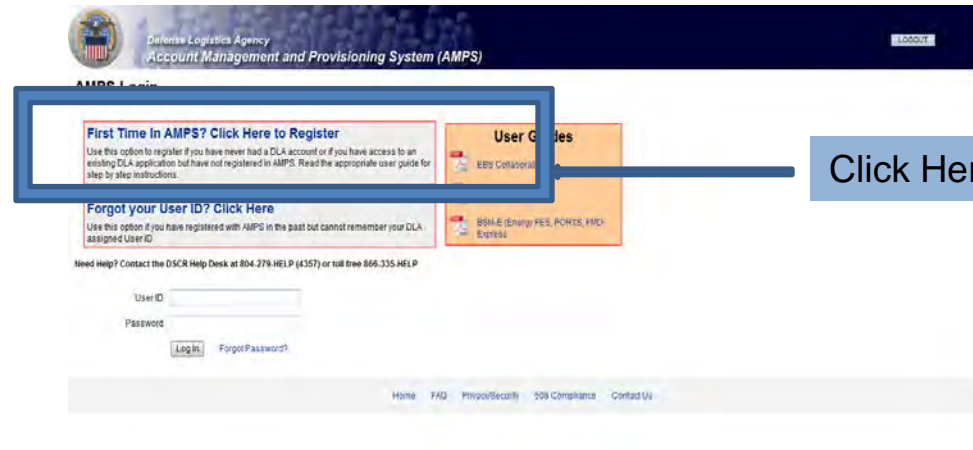 Defense Logistics Agency
Account Management and Provisioning System (AMPS)
LOGOUT
AMPS Login
First Time In AMPS? Click Here to Register
Use this option to register if you have never had a DLA account or if you have access to an
existing DLA application but have not registered in AMPS. Read the appropriate user guide for
step by step instructions.
User G des
EBS Collaborat
Click Her
Forgot your User ID? Click Here
Use this option if you have registered with AMPS in the past but cannot remember your DLA
assigned User ID
BSM-E (Energy FES, PORTS, FMD-
Express
Need Help? Contact the DSCR Help Desk at 804-279-HELP (4357) or toll free 866-335-HELP
User ID
Password
Log In Forgot Password?
Home FAQ Privacy/Security 508 Compliance Contact Us